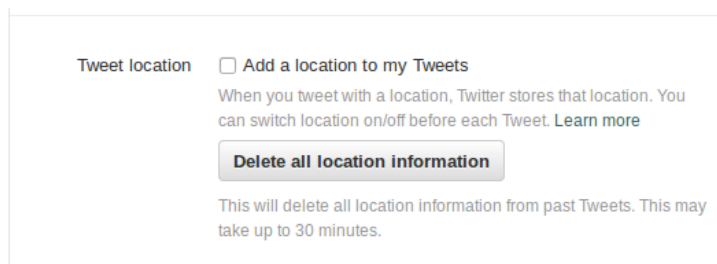 Tweet location Add a location to my Tweets
When you tweet with a location, Twitter stores that location. You
can switch location on/off before each Tweet. Learn more
Delete all location information
This will delete all location information from past Tweets. This may
take up to 30 minutes.